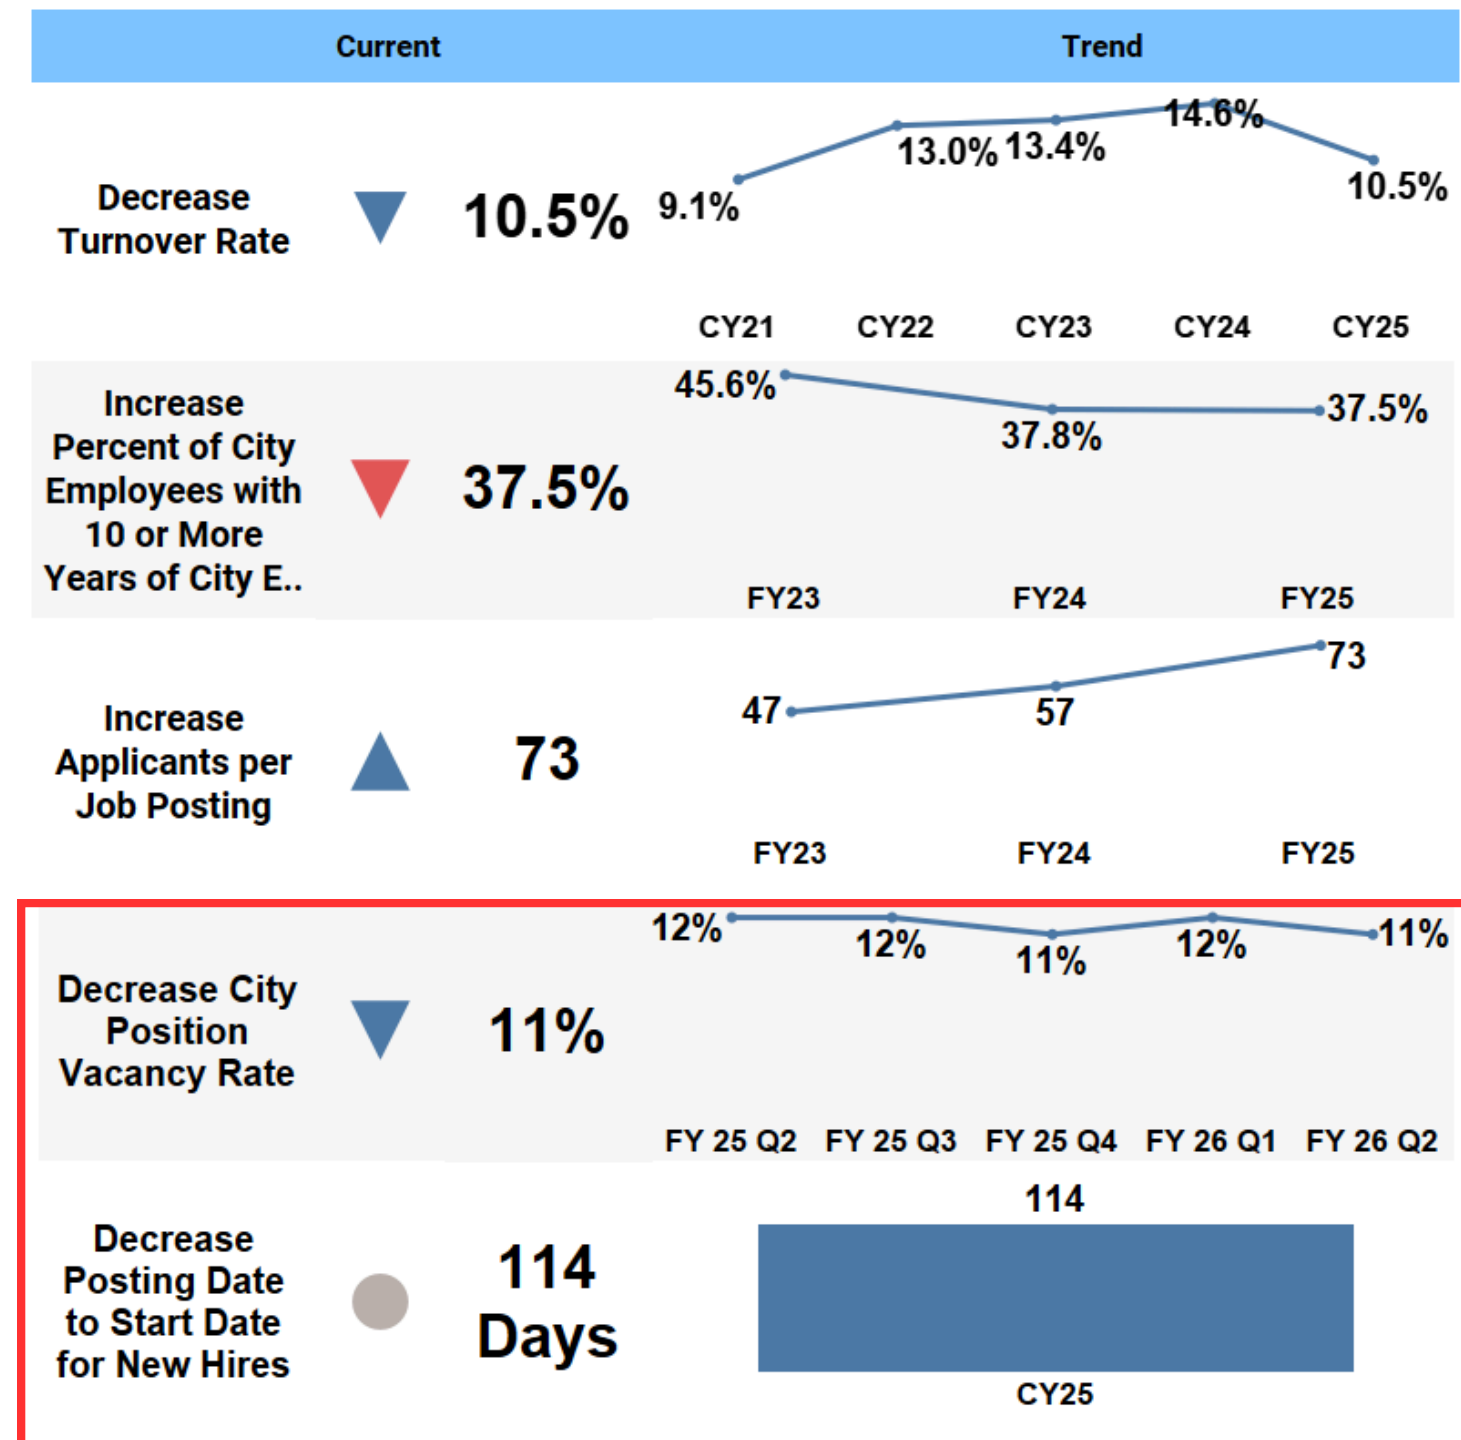 Current Trend
Decrease
Turnover Rate
10.5%
9.1%
13.0%
13.4%
14.6%
10.5%
CY21 CY22 CY23 CY24 CY25
Increase
Percent of City
Employees with
10 or More
Years of City E..
37.5%
45.6%
37.8%
37.5%
FY23 FY24 FY25
Increase
Applicants per
Job Posting
73
47
57
73
FY23 FY24 FY25
Decrease City
Position
Vacancy Rate
11%
12%
12%
11%
12%
11%
FY 25 Q2 FY 25 Q3 FY 25 Q4 FY 26 Q1 FY 26 Q2
Decrease
Posting Date
to Start Date
for New Hires
114
Days
114
CY25